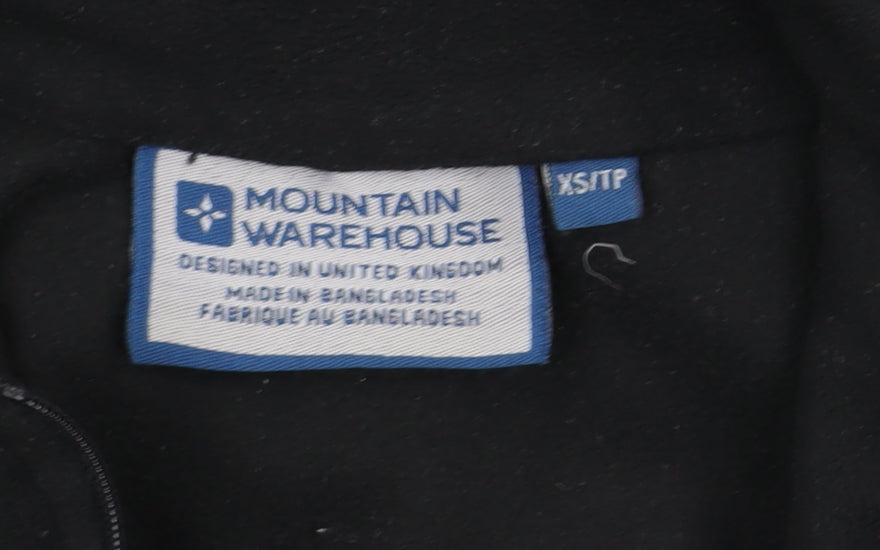 MOUNTAIN
WAREHOUSE
DESIGNED IN UNITED KINGDOM
MADE IN BANGLADESH
FABRIQUE AU BANGLADESH
XS/TP